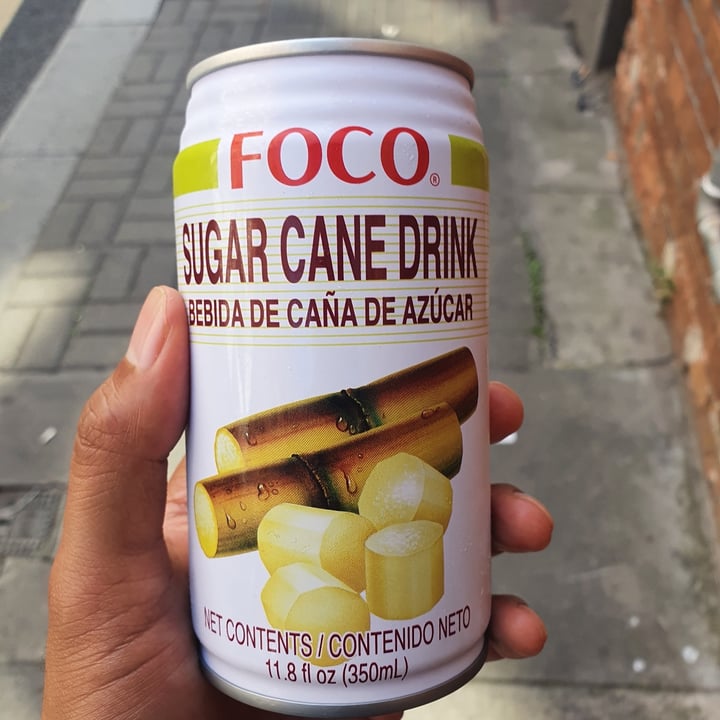 FOCO®
SUGAR CANE DRINK
BEBIDA DE CAÑA DE AZÚCAR
NET CONTENTS / CONTENIDO NETO
11.8 fl oz (350mL)